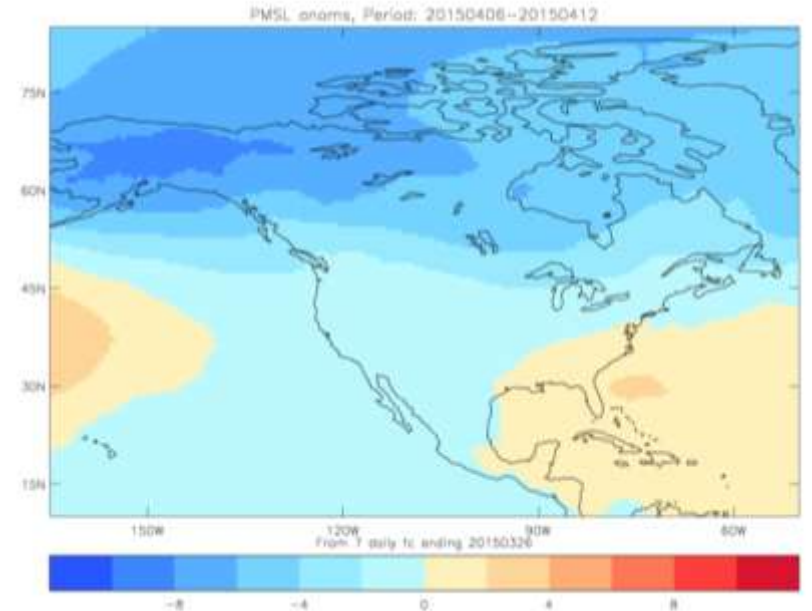 PMSL anoms, Period: 20150406-20150412
75N
60N
45N
30N
15N
150W
120W
90W
60W
From 7 daily fc ending 20150326
-8
-4
0
4
8